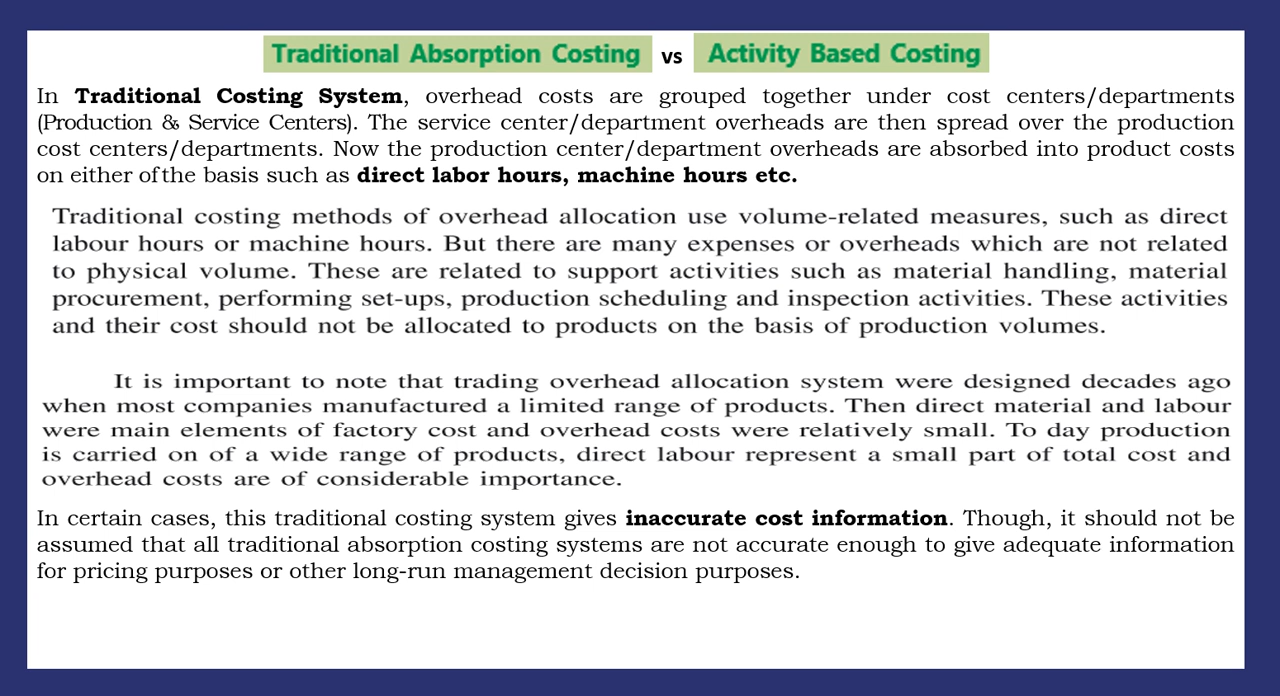 Traditional Absorption Costing vs Activity Based Costing
In Traditional Costing System, overhead costs are grouped together under cost centers/departments
(Production & Service Centers). The service center/department overheads are then spread over the production
cost centers/departments. Now the production center/department overheads are absorbed into product costs
on either of the basis such as direct labor hours, machine hours etc.
Traditional costing methods of overhead allocation use volume-related measures, such as direct
labour hours or machine hours. But there are many expenses or overheads which are not related
to physical volume. These are related to support activities such as material handling, material
procurement, performing set-ups, production scheduling and inspection activities. These activities
and their cost should not be allocated to products on the basis of production volumes.
It is important to note that trading overhead allocation system were designed decades ago
when most companies manufactured a limited range of products. Then direct material and labour
were main elements of factory cost and overhead costs were relatively small. To day production
is carried on of a wide range of products, direct labour represent a small part of total cost and
overhead costs are of considerable importance.
In certain cases, this traditional costing system gives inaccurate cost information. Though, it should not be
assumed that all traditional absorption costing systems are not accurate enough to give adequate information
for pricing purposes or other long-run management decision purposes.